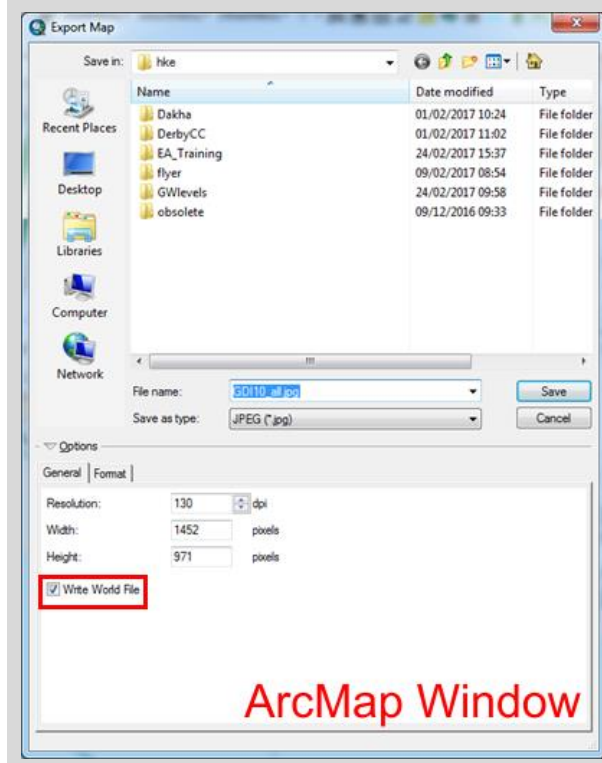 Export Map
Save in: hke
Name Date modified Type
Recent Places
Desktop
Libraries
Computer
Network
Dakha 01/02/2017 10:24 File folder
DerbyCC 01/02/2017 11:02 File folder
EA_Training 24/02/2017 15:37 File folder
flyer 09/02/2017 08:54 File folder
GWlevels 24/02/2017 09:58 File folder
obsolete 09/12/2016 09:33 File folder
File name: GDI10_all.jpg Save
Save as type: JPEG (*.jpg) Cancel
Options
General Format
Resolution: 130 dpi
Width: 1452 pixels
Height: 971 pixels
Write World File
ArcMap Window